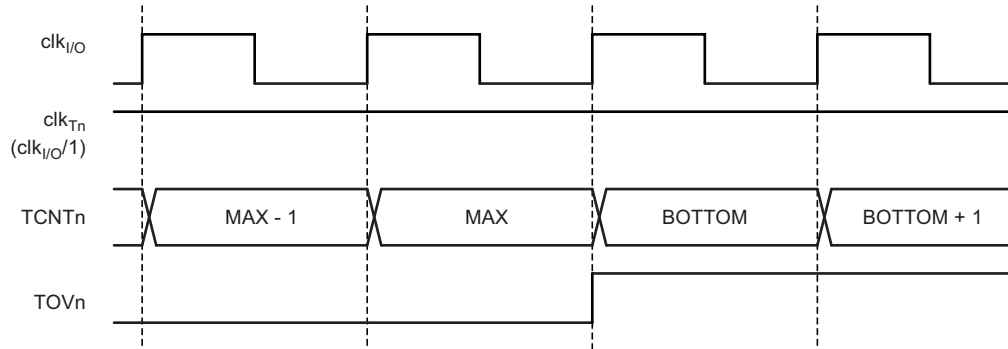 clkI/O
clkTn
(clkI/O/1)
TCNTn MAX - 1 MAX BOTTOM BOTTOM + 1
TOVn